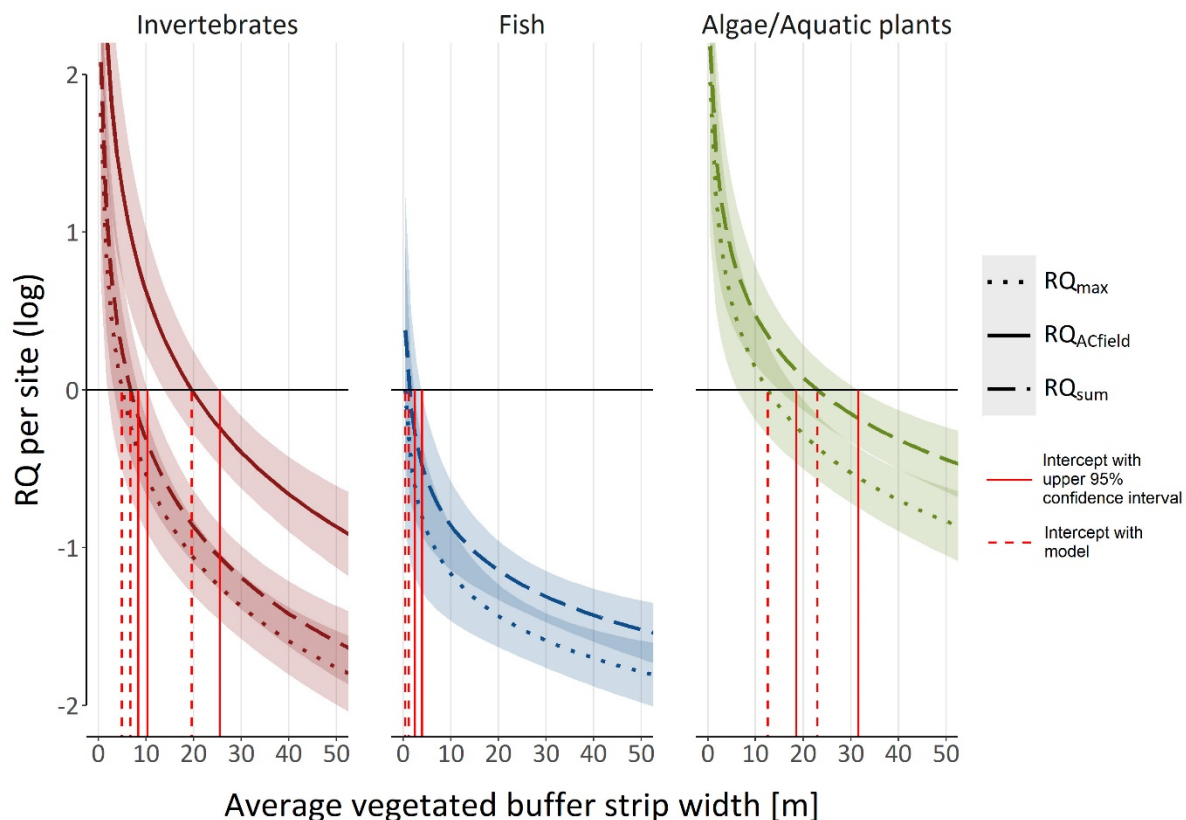 Invertebrates
Fish
Algae/Aquatic plants
RQ per site (log)
2
1
0
-1
-2
0 10 20 30 40 50
0 10 20 30 40 50
0 10 20 30 40 50
Average vegetated buffer strip width [m]
RQmax
RQACfield
RQsum
Intercept with
upper 95%
confidence interval
Intercept with
model